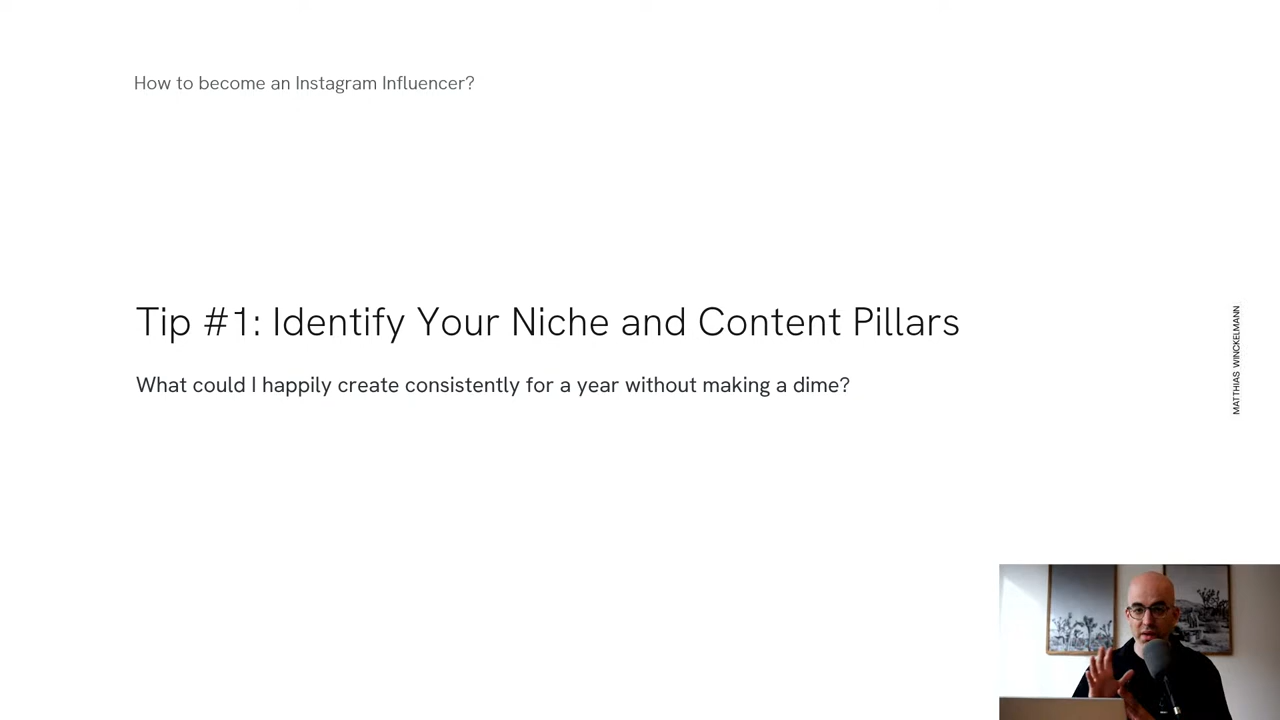 How to become an Instagram Influencer?
Tip #1: Identify Your Niche and Content Pillars
What could I happily create consistently for a year without making a dime?
MATTHIAS WINCKELMANN